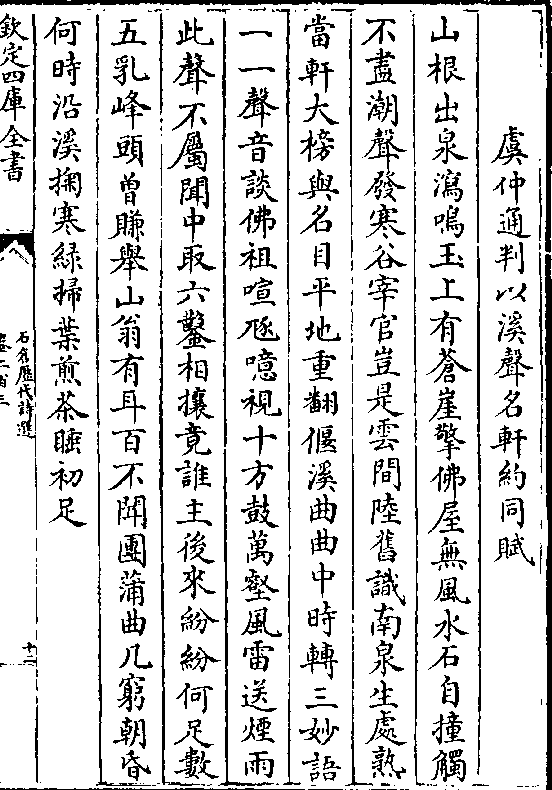 虞仲通判以溪聲名軒約同賦
山根出泉瀉鳴玉上有蒼崖擎佛屋無風水石自撞觸
不盡潮聲發寒谷宰官豈是雲間陸舊識南泉生處熟
當軒大榜與名目平地重翻偃溪曲曲中時轉三妙語
一一聲音談佛祖喧豗噫視十方鼓萬壑風雷送煙雨
此聲不屬聞中取六鑿相攘竟誰主後來紛紛何足數
五乳峰頭曾賺舉山翁有耳百不聞團蒲曲几窮朝昏
何時沿溪掬寒綠掃葉煎茶睡初足
欽定四庫全書
石倉歷代詩選
卷二百三
十二